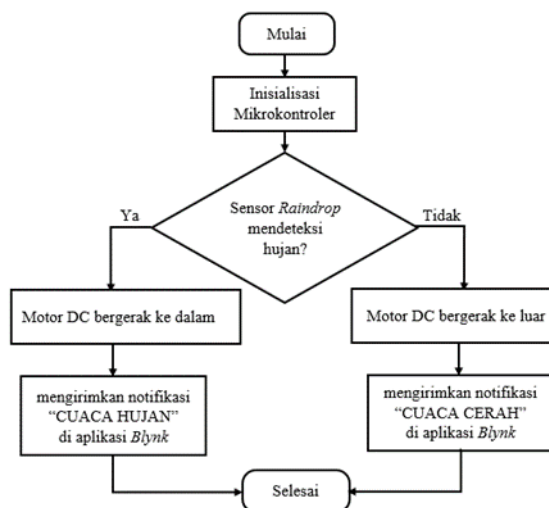 Mulai
Inisialisasi
Mikrokontroler
Sensor Raindrop
mendeteksi
hujan?
Ya
Tidak
Motor DC bergerak ke dalam
Motor DC bergerak ke luar
mengirimkan notifikasi
“CUACA HUJAN”
di aplikasi Blynk
mengirimkan notifikasi
“CUACA CERAH”
di aplikasi Blynk
Selesai